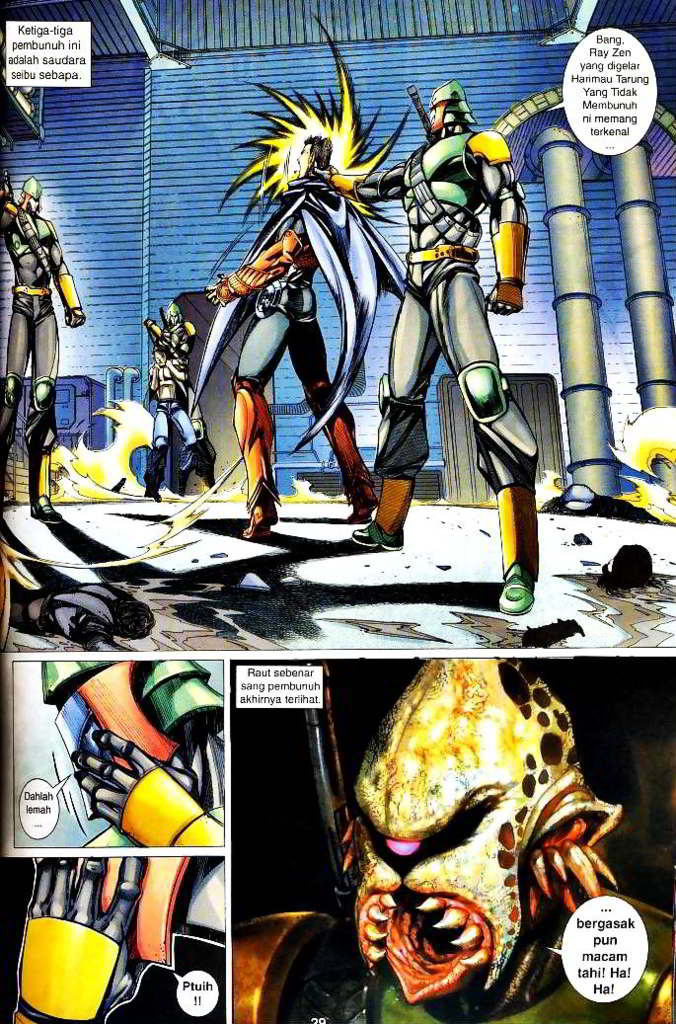 Ketiga-tiga
pembunuh ini
adalah saudara
seibu sebapa.
Bang,
Ray Zen
yang digelar
Harimau Tarung
Yang Tidak
Membunuh
ni memang
terkenal
...
Dahlah
lemah
...
Ptuih
!!
Raut sebenar
sang pembunuh
akhirnya terlihat.
...
bergasak
pun
macam
tahi! Ha!
Ha!
29